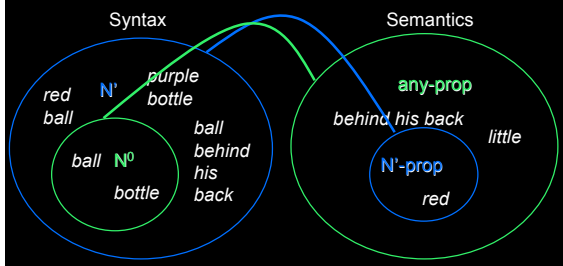 Syntax
Semantics
red
ball
N'
purple
bottle
ball
behind
his
back
ball
N⁰
bottle
any-prop
behind his back
little
N'-prop
red